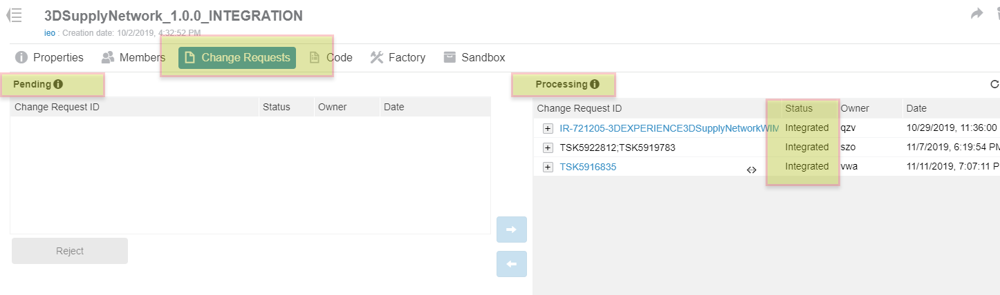 3DSupplyNetwork_1.0.0_INTEGRATION
ieo : Creation date: 10/2/2019, 4:32:52 PM
Properties Members Change Requests Code Factory Sandbox
Pending
Change Request ID Status Owner Date
Reject
Processing
Change Request ID Status Owner Date
IR-721205-3DEXPERIENCE3DSupplyNetworkWIM Integrated qzv 10/29/2019, 11:36:00
TSK5922812;TSK5919783 Integrated szo 11/7/2019, 6:19:54 PM
TSK5916835 Integrated vwa 11/11/2019, 7:07:11 P